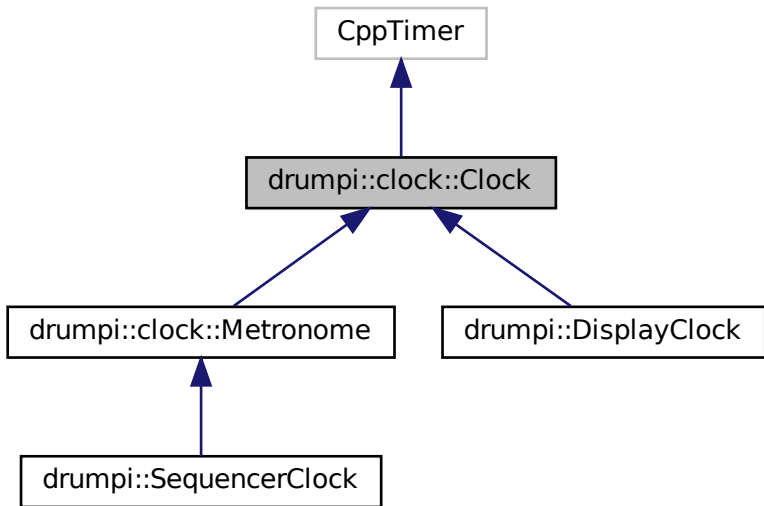 CppTimer
drumpi::clock::Clock
drumpi::clock::Metronome
drumpi::DisplayClock
drumpi::SequencerClock